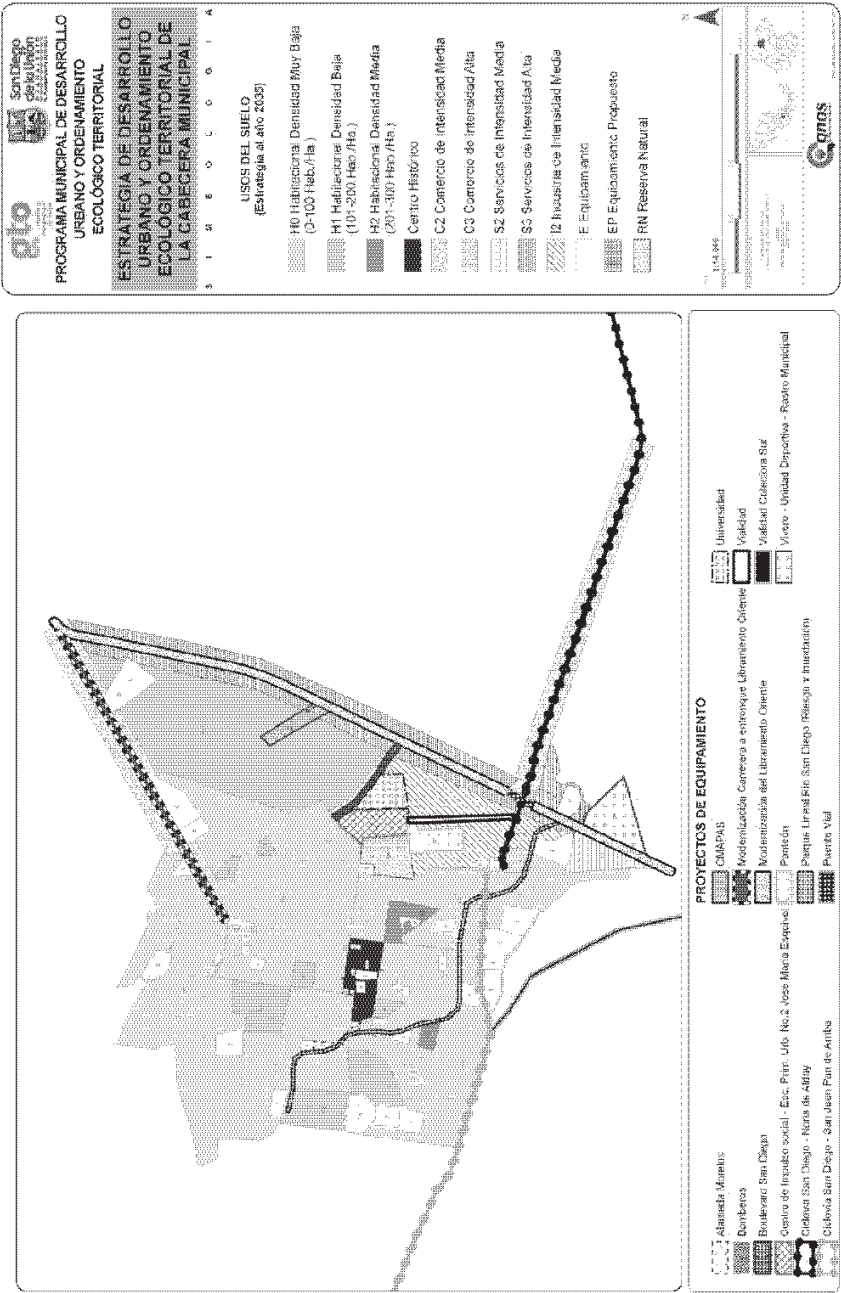 gto
San Diego
de la Unión
PROGRAMA MUNICIPAL DE DESARROLLO
URBANO Y ORDENAMIENTO
ECOLÓGICO TERRITORIAL
ESTRATEGIA DE DESARROLLO
URBANO Y ORDENAMIENTO
ECOLÓGICO TERRITORIAL DE
LA CABECERA MUNICIPAL
S I M B O L O G I A
USOS DEL SUELO
(Estrategia al año 2035)
H0 Habitacional Densidad Muy Baja
(0-100 Hab./Ha.)
H1 Habitacional Densidad Baja
(101-200 Hab./Ha.)
H2 Habitacional Densidad Media
(201-300 Hab./Ha.)
Centro Histórico
C2 Comercio de Intensidad Media
C3 Comercio de Intensidad Alta
S2 Servicios de Intensidad Media
S3 Servicios de Intensidad Alta
I2 Industria de Intensidad Media
E Equipamiento
EP Equipamiento Propuesto
RN Reserva Natural
PROYECTOS DE EQUIPAMIENTO
Alameda Morelos
Bomberos
Boulevard San Diego
Centro de Impulso social - Esc. Prim. Urb. No.2 José María Esquivel
Ciclovía San Diego - Noria de Alday
Ciclovía San Diego - San Juan Pan de Arriba
CMAPAS
Modernización Carretera a entronque Libramiento Oriente
Modernización del Libramiento Oriente
Panteón
Parque Lineal Río San Diego (Riesgo x Inundación)
Puente Vial
Universidad
Vialidad
Vialidad Colectora Sur
Vivero - Unidad Deportiva - Rastro Municipal